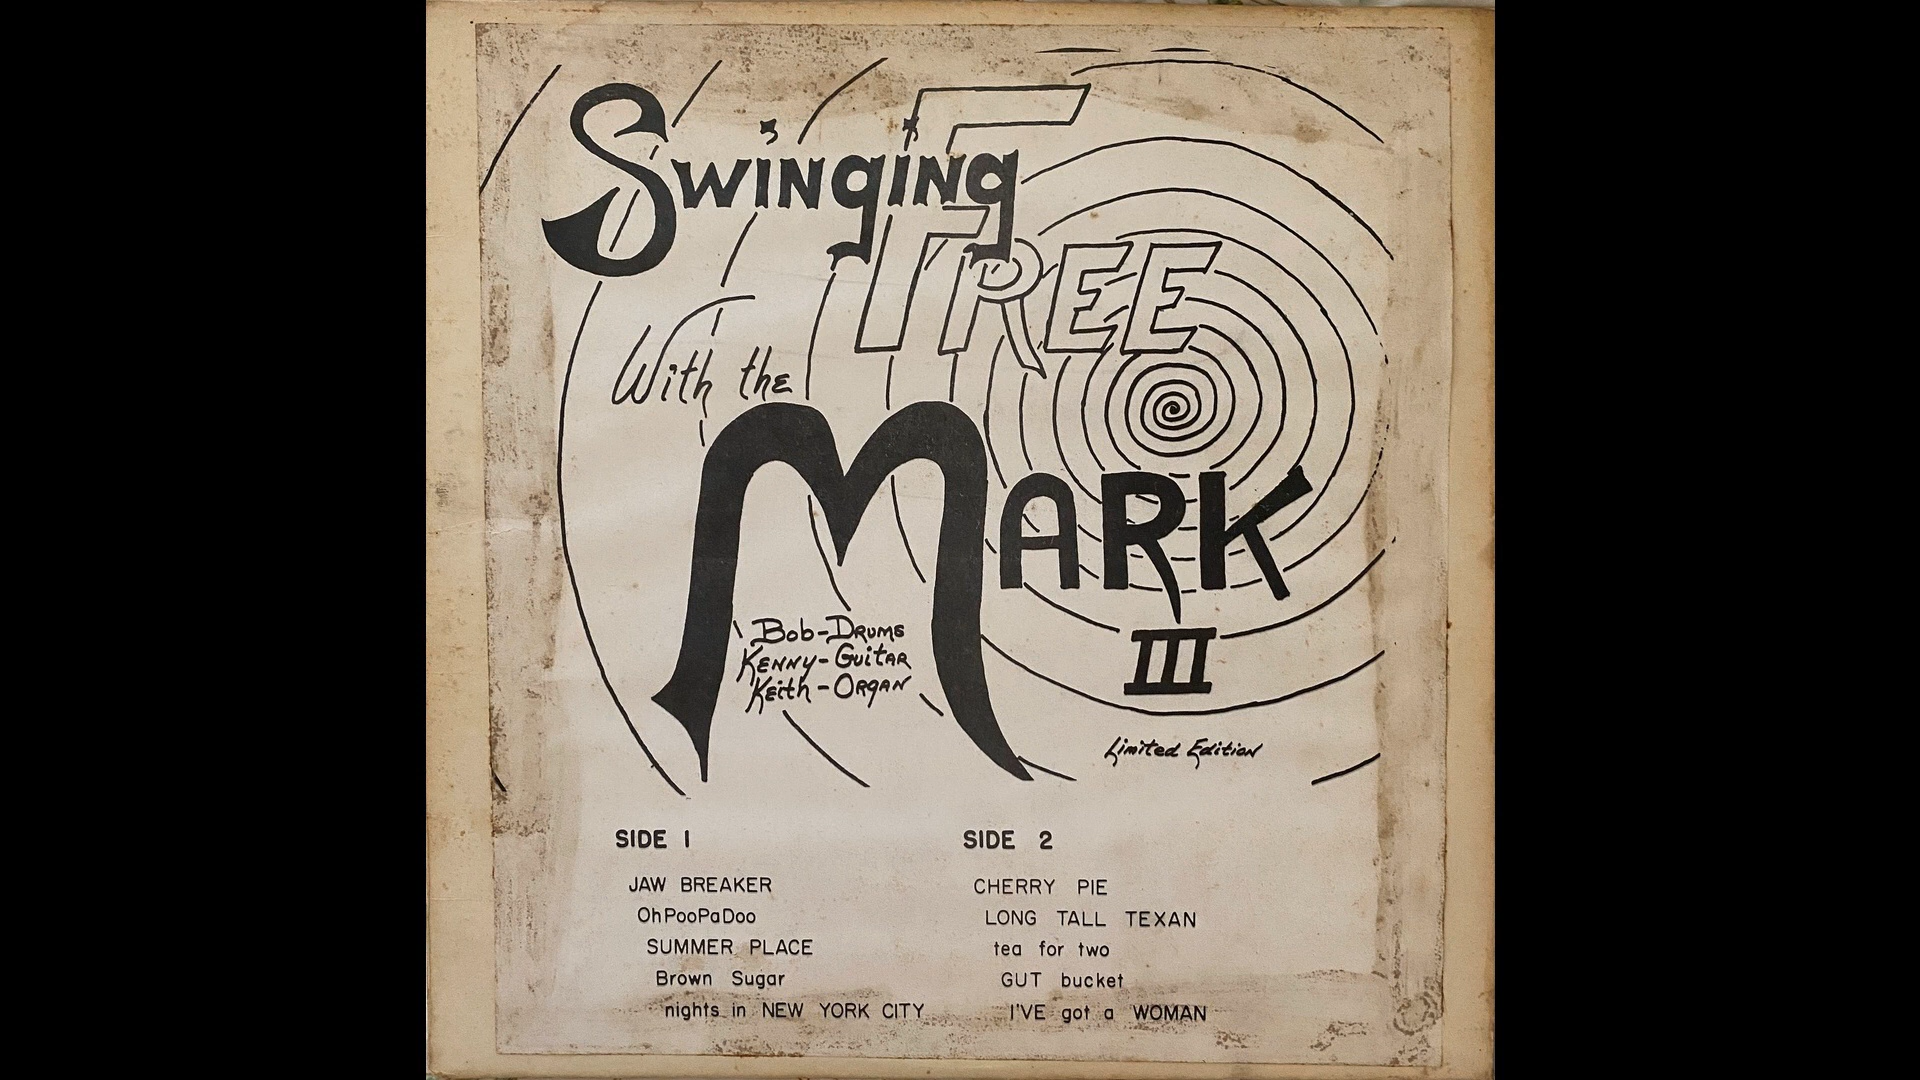 Swinging
FREE
With the
MARK
III
Bob-Drums
Kenny-Guitar
Keith-Organ
Limited Edition
SIDE 1
JAW BREAKER
OhPooPaDoo
SUMMER PLACE
Brown Sugar
nights in NEW YORK CITY
SIDE 2
CHERRY PIE
LONG TALL TEXAN
tea for two
GUT bucket
I'VE got a WOMAN